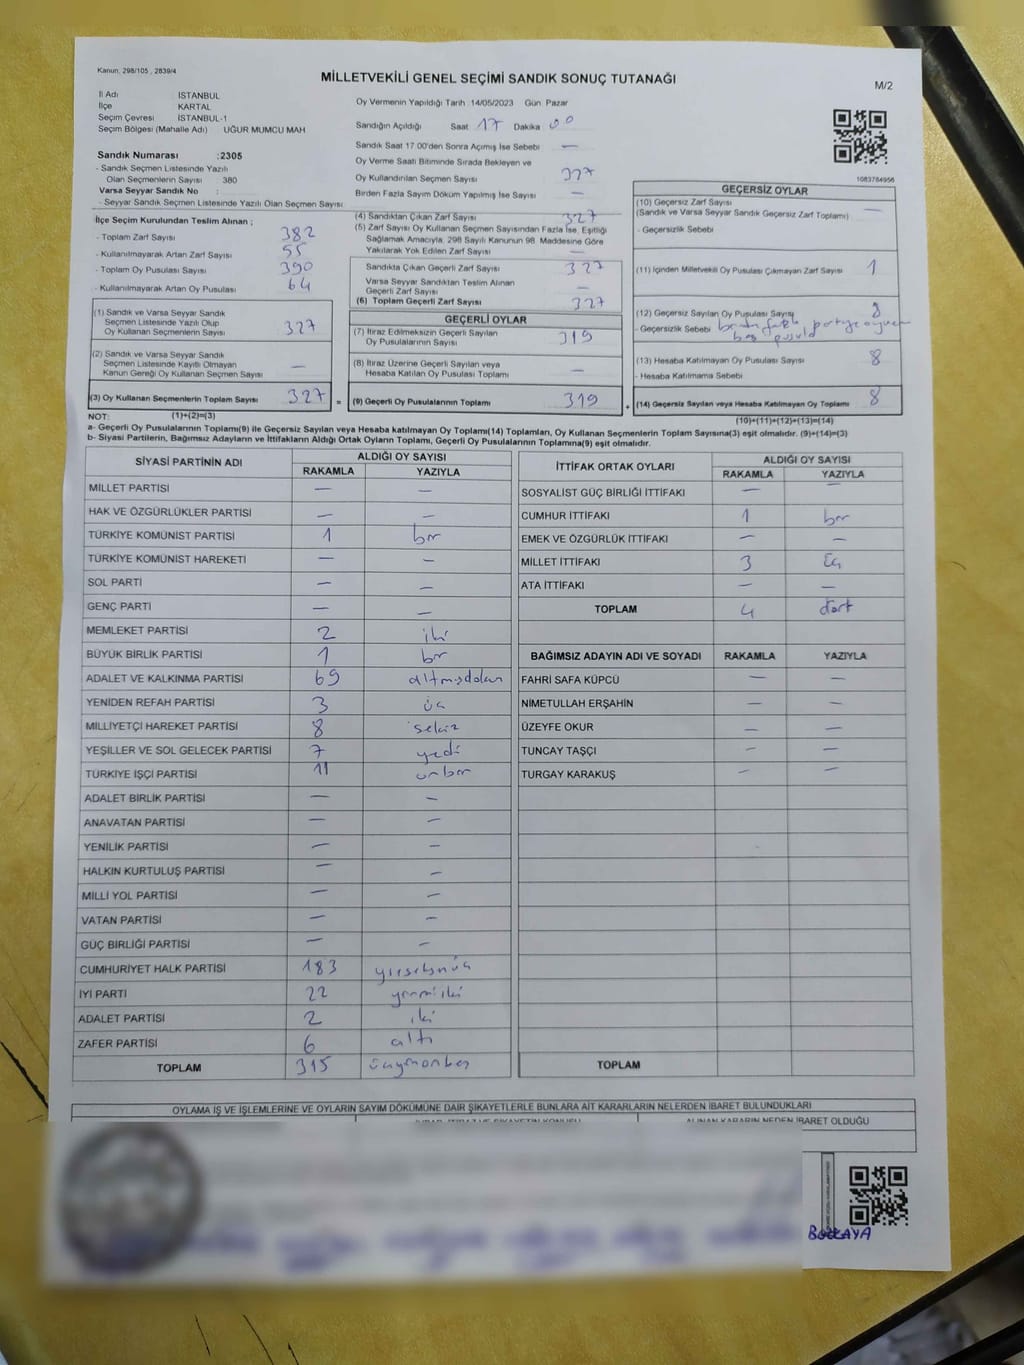 Kanun, 298/105 , 2839/4
MİLLETVEKİLİ GENEL SEÇİMİ SANDIK SONUÇ TUTANAĞI
M/2
İl Adı : İSTANBUL
İlçe : KARTAL
Seçim Çevresi : İSTANBUL-1
Seçim Bölgesi (Mahalle Adı) : UĞUR MUMCU MAH
Sandık Numarası :2305
- Sandık Seçmen Listesinde Yazılı
Olan Seçmenlerin Sayısı : 380
Varsa Seyyar Sandık No :
- Seyyar Sandık Seçmen Listesinde Yazılı Olan Seçmen Sayısı
Oy Vermenin Yapıldığı Tarih 14/05/2023 Gün Pazar
Sandığın Açıldığı Saat 17 Dakika 00
Sandık Saat 17.00'den Sonra Açımış İse Sebebi —
Oy Verme Saati Bitiminde Sırada Bekleyen ve
Oy Kullandırılan Seçmen Sayısı
Birden Fazla Sayım Döküm Yapılmış İse Sayısı —
1083784956
İlçe Seçim Kurulundan Teslim Alınan ;
- Toplam Zarf Sayısı 382
- Kullanılmayarak Artan Zarf Sayısı 55
- Toplam Oy Pusulası Sayısı 390
- Kullanılmayarak Artan Oy Pusulası 64
(1) Sandık ve Varsa Seyyar Sandık
Seçmen Listesinde Yazılı Olup
Oy Kullanan Seçmenlerin Sayısı 327
(2) Sandık ve Varsa Seyyar Sandık
Seçmen Listesinde Kayıtlı Olmayan
Kanun Gereği Oy Kullanan Seçmen Sayısı —
(3) Oy Kullanan Seçmenlerin Toplam Sayısı 327 =
(1)+(2)=(3)
(4) Sandıktan Çıkan Zarf Sayısı 327
(5) Zarf Sayısı Oy Kullanan Seçmen Sayısından Fazla İse, Eşitliği
Sağlamak Amacıyla, 298 Sayılı Kanunun 98. Maddesine Göre
Yakılarak Yok Edilen Zarf Sayısı —
Sandıkta Çıkan Geçerli Zarf Sayısı 327
Varsa Seyyar Sandıktan Teslim Alınan
Geçerli Zarf Sayısı —
(6) Toplam Geçerli Zarf Sayısı 327
GEÇERLİ OYLAR
(7) İtiraz Edilmeksizin Geçerli Sayılan
Oy Pusulalarının Sayısı 319
(8) İtiraz Üzerine Geçerli Sayılan veya
Hesaba Katılan Oy Pusulası Toplamı —
(9) Geçerli Oy Pusulalarının Toplamı 319 +
GEÇERSİZ OYLAR
(10) Geçersiz Zarf Sayısı
(Sandık ve Varsa Seyyar Sandık Geçersiz Zarf Toplamı) —
- Geçersizlik Sebebi
(11) İçinden Milletvekili Oy Pusulası Çıkmayan Zarf Sayısı 1
(12) Geçersiz Sayılan Oy Pusulası Sayısı 8
- Geçersizlik Sebebi
(13) Hesaba Katılmayan Oy Pusulası Sayısı 8
- Hesaba Katılmama Sebebi
(14) Geçersiz Sayılan veya Hesaba Katılmayan Oy Toplamı 8
(10)+(11)+(12)+(13)=(14)
NOT:
a- Geçerli Oy Pusulalarının Toplamı(9) ile Geçersiz Sayılan veya Hesaba katılmayan Oy Toplamı(14) Toplamları, Oy Kullanan Seçmenlerin Toplam Sayısına(3) eşit olmalıdır. (9)+(14)=(3)
b- Siyasi Partilerin, Bağımsız Adayların ve İttifakların Aldığı Ortak Oyların Toplamı, Geçerli Oy Pusulalarının Toplamına(9) eşit olmalıdır.
SİYASİ PARTİNİN ADI ALDIĞI OY SAYISI
RAKAMLA YAZIYLA
MİLLET PARTİSİ — —
HAK VE ÖZGÜRLÜKLER PARTİSİ — —
TÜRKİYE KOMÜNİST PARTİSİ 1 bir
TÜRKİYE KOMÜNİST HAREKETİ — —
SOL PARTİ — —
GENÇ PARTİ — —
MEMLEKET PARTİSİ 2 iki
BÜYÜK BİRLİK PARTİSİ 1 bir
ADALET VE KALKINMA PARTİSİ 69 altmışdokuz
YENİDEN REFAH PARTİSİ 3 üç
MİLLİYETÇİ HAREKET PARTİSİ 8 sekiz
YEŞİLLER VE SOL GELECEK PARTİSİ 7 yedi
TÜRKİYE İŞÇİ PARTİSİ 11 onbir
ADALET BİRLİK PARTİSİ — —
ANAVATAN PARTİSİ — —
YENİLİK PARTİSİ — —
HALKIN KURTULUŞ PARTİSİ — —
MİLLİ YOL PARTİSİ — —
VATAN PARTİSİ — —
GÜÇ BİRLİĞİ PARTİSİ — —
CUMHURİYET HALK PARTİSİ 183 yüzseksenüç
İYİ PARTİ 22 yirmiiki
ADALET PARTİSİ 2 iki
ZAFER PARTİSİ 6 altı
TOPLAM 315 üçyüzonbeş
İTTİFAK ORTAK OYLARI ALDIĞI OY SAYISI
RAKAMLA YAZIYLA
SOSYALİST GÜÇ BİRLİĞİ İTTİFAKI — —
CUMHUR İTTİFAKI 1 bir
EMEK VE ÖZGÜRLÜK İTTİFAKI — —
MİLLET İTTİFAKI 3 üç
ATA İTTİFAKI — —
TOPLAM 4 dört
BAĞIMSIZ ADAYIN ADI VE SOYADI RAKAMLA YAZIYLA
FAHRİ SAFA KÜPCÜ — —
NİMETULLAH ERŞAHİN — —
ÜZEYFE OKUR — —
TUNCAY TAŞÇI — —
TURGAY KARAKUŞ — —
TOPLAM
OYLAMA İŞ VE İŞLEMLERİNE VE OYLARIN SAYIM DÖKÜMÜNE DAİR ŞİKAYETLERLE BUNLARA AİT KARARLARIN NELERDEN İBARET BULUNDUKLARI
ALINAN KARARIN NEDEN İBARET OLDUĞU